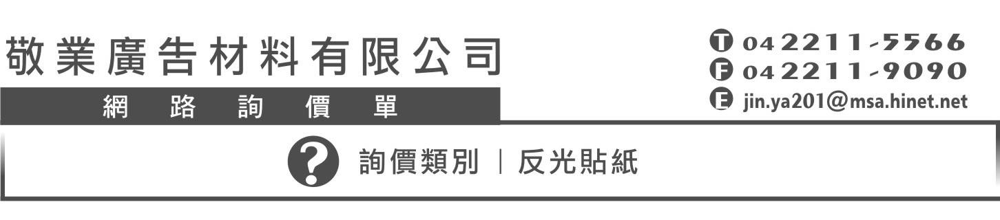 敬業廣告材料有限公司
網路詢價單
T 04 2211-5566
F 04 2211-9090
E jin.ya201@msa.hinet.net
? 詢價類別｜反光貼紙